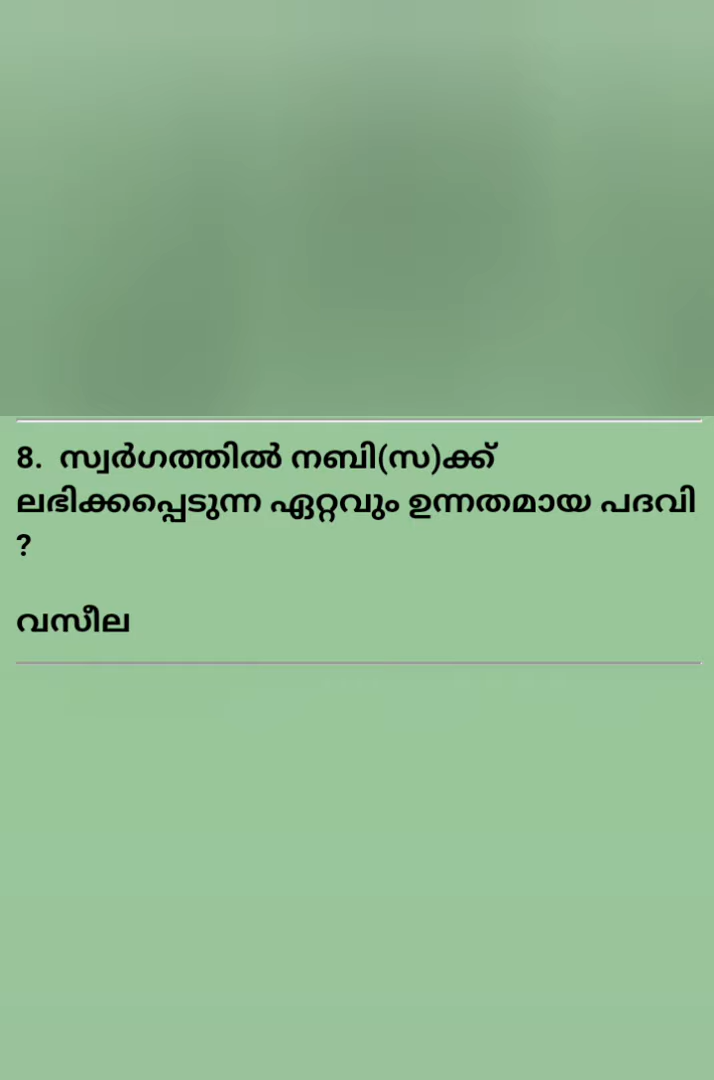 8. സ്വർഗത്തിൽ നബി(സ)ക്ക്
ലഭിക്കപ്പെടുന്ന ഏറ്റവും ഉന്നതമായ പദവി
?
വസീല